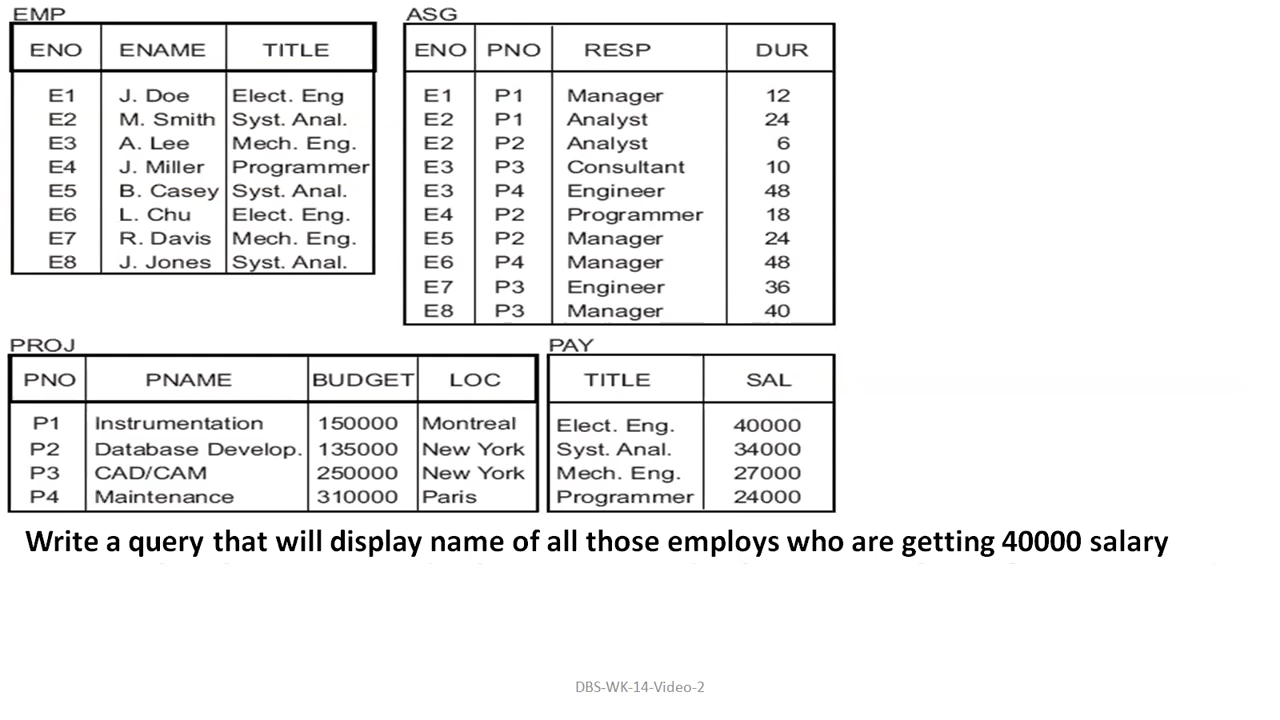 EMP
ENO ENAME TITLE
E1 J. Doe Elect. Eng
E2 M. Smith Syst. Anal.
E3 A. Lee Mech. Eng.
E4 J. Miller Programmer
E5 B. Casey Syst. Anal.
E6 L. Chu Elect. Eng.
E7 R. Davis Mech. Eng.
E8 J. Jones Syst. Anal.
ASG
ENO PNO RESP DUR
E1 P1 Manager 12
E2 P1 Analyst 24
E2 P2 Analyst 6
E3 P3 Consultant 10
E3 P4 Engineer 48
E4 P2 Programmer 18
E5 P2 Manager 24
E6 P4 Manager 48
E7 P3 Engineer 36
E8 P3 Manager 40
PROJ
PNO PNAME BUDGET LOC
P1 Instrumentation 150000 Montreal
P2 Database Develop. 135000 New York
P3 CAD/CAM 250000 New York
P4 Maintenance 310000 Paris
PAY
TITLE SAL
Elect. Eng. 40000
Syst. Anal. 34000
Mech. Eng. 27000
Programmer 24000
Write a query that will display name of all those employs who are getting 40000 salary
DBS-WK-14-Video-2